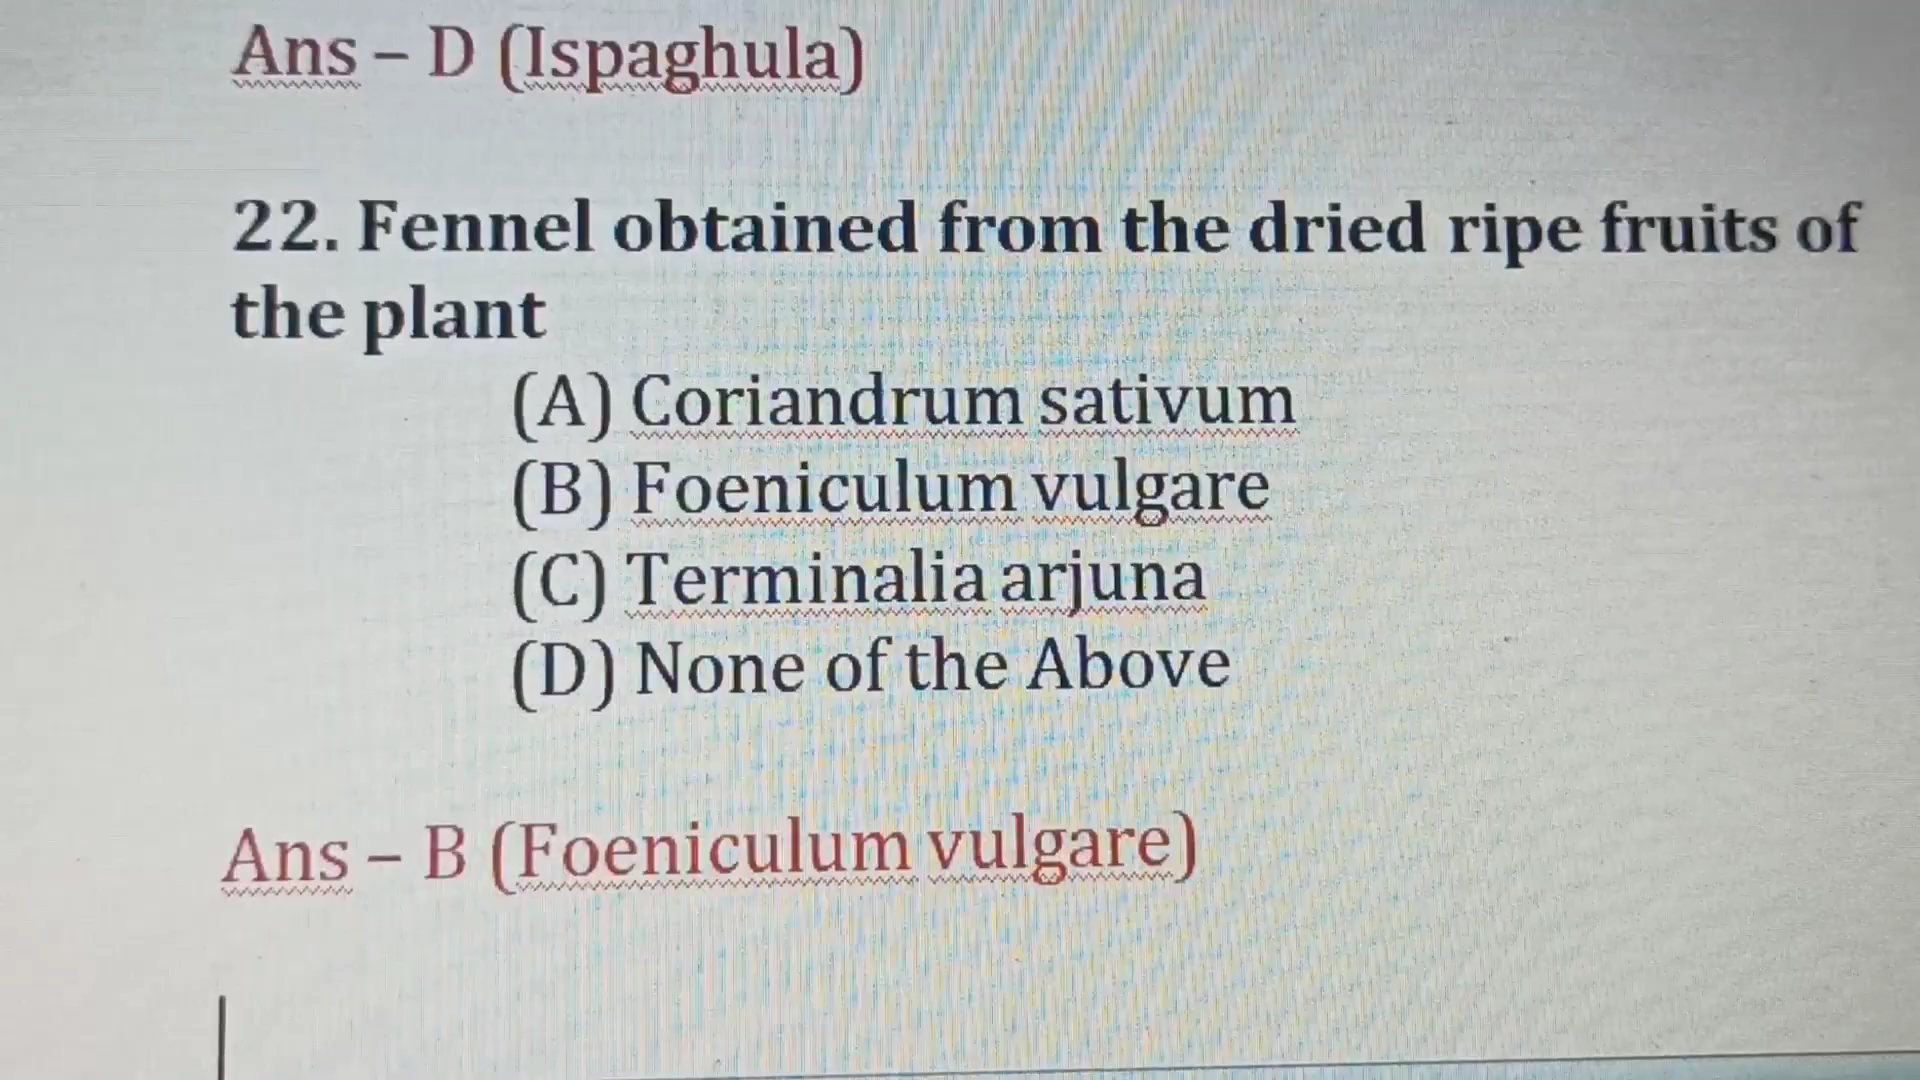 Ans – D (Ispaghula)
22. Fennel obtained from the dried ripe fruits of
the plant
(A) Coriandrum sativum
(B) Foeniculum vulgare
(C) Terminalia arjuna
(D) None of the Above
Ans – B (Foeniculum vulgare)